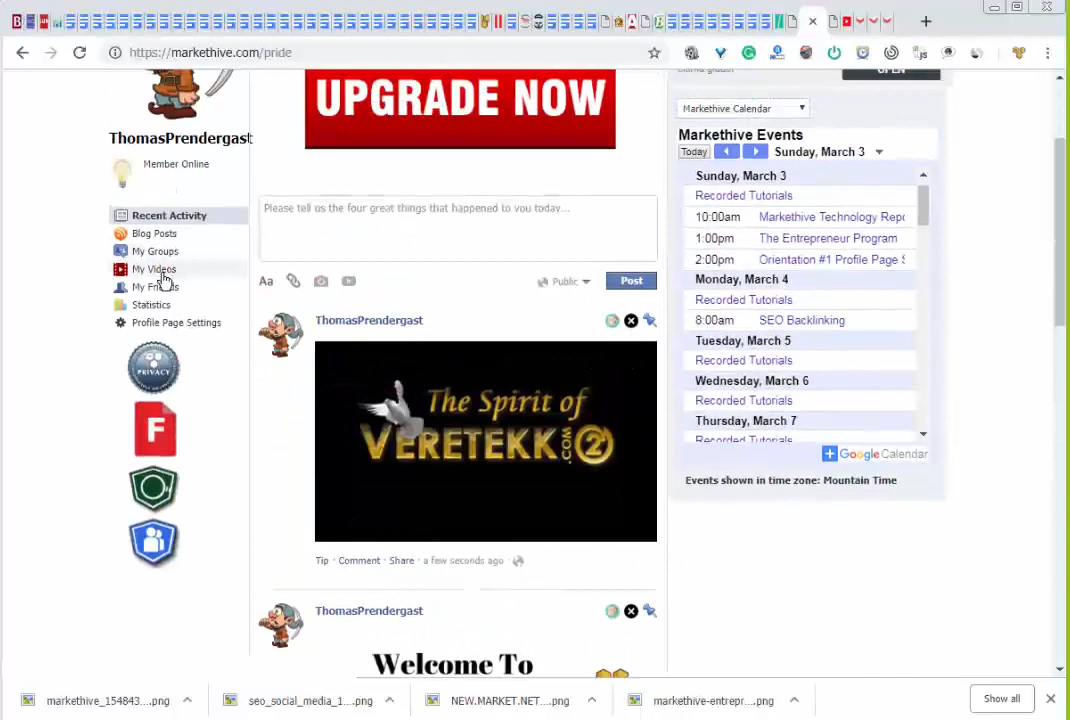 https://markethive.com/pride
ThomasPrendergast
Member Online
Recent Activity
Blog Posts
My Groups
My Videos
My Friends
Statistics
Profile Page Settings
PRIVACY
F
UPGRADE NOW
Please tell us the four great things that happened to you today...
Aa
Public
Post
ThomasPrendergast
The Spirit of
VERETEKK
.COM
2
Tip · Comment · Share · a few seconds ago
ThomasPrendergast
Welcome To
OPEN
Markethive Calendar
Markethive Events
Today
Sunday, March 3
Sunday, March 3
Recorded Tutorials
10:00am Markethive Technology Repo
1:00pm The Entrepreneur Program
2:00pm Orientation #1 Profile Page S
Monday, March 4
Recorded Tutorials
8:00am SEO Backlinking
Tuesday, March 5
Recorded Tutorials
Wednesday, March 6
Recorded Tutorials
Thursday, March 7
Recorded Tutorials
Google Calendar
Events shown in time zone: Mountain Time
markethive_154843....png
seo_social_media_1....png
NEW.MARKET.NET....png
markethive-entrepr....png
Show all